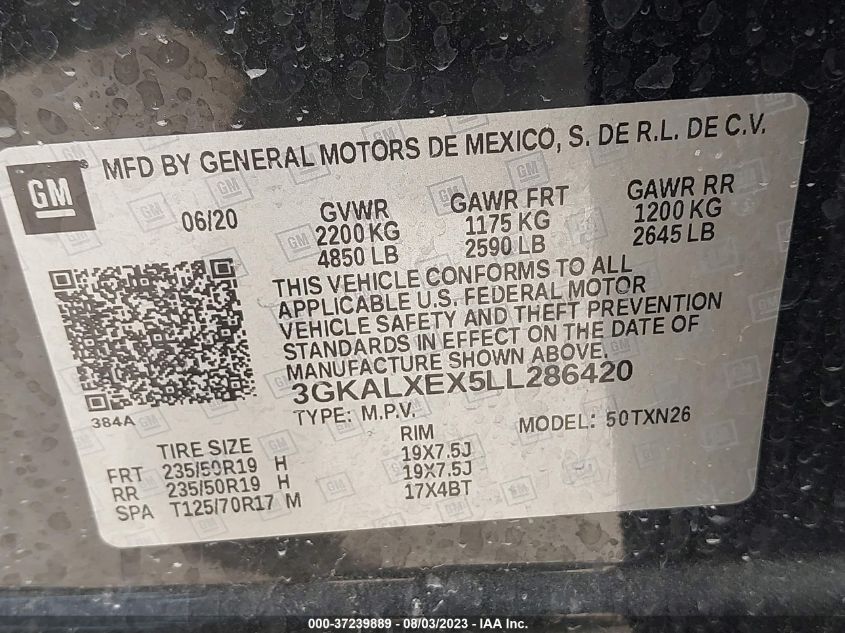 GM
®
MFD BY GENERAL MOTORS DE MEXICO, S. DE R.L. DE C.V.
06/20 GVWR GAWR FRT GAWR RR
2200 KG 1175 KG 1200 KG
4850 LB 2590 LB 2645 LB
THIS VEHICLE CONFORMS TO ALL
APPLICABLE U.S. FEDERAL MOTOR
VEHICLE SAFETY AND THEFT PREVENTION
STANDARDS IN EFFECT ON THE DATE OF
MANUFACTURE SHOWN ABOVE.
3GKALXEX5LL286420
384A
TYPE: M.P.V. MODEL: 50TXN26
TIRE SIZE RIM
FRT 235/50R19 H 19X7.5J
RR 235/50R19 H 19X7.5J
SPA T125/70R17 M 17X4BT
000-37239889 - 08/03/2023 - IAA Inc.